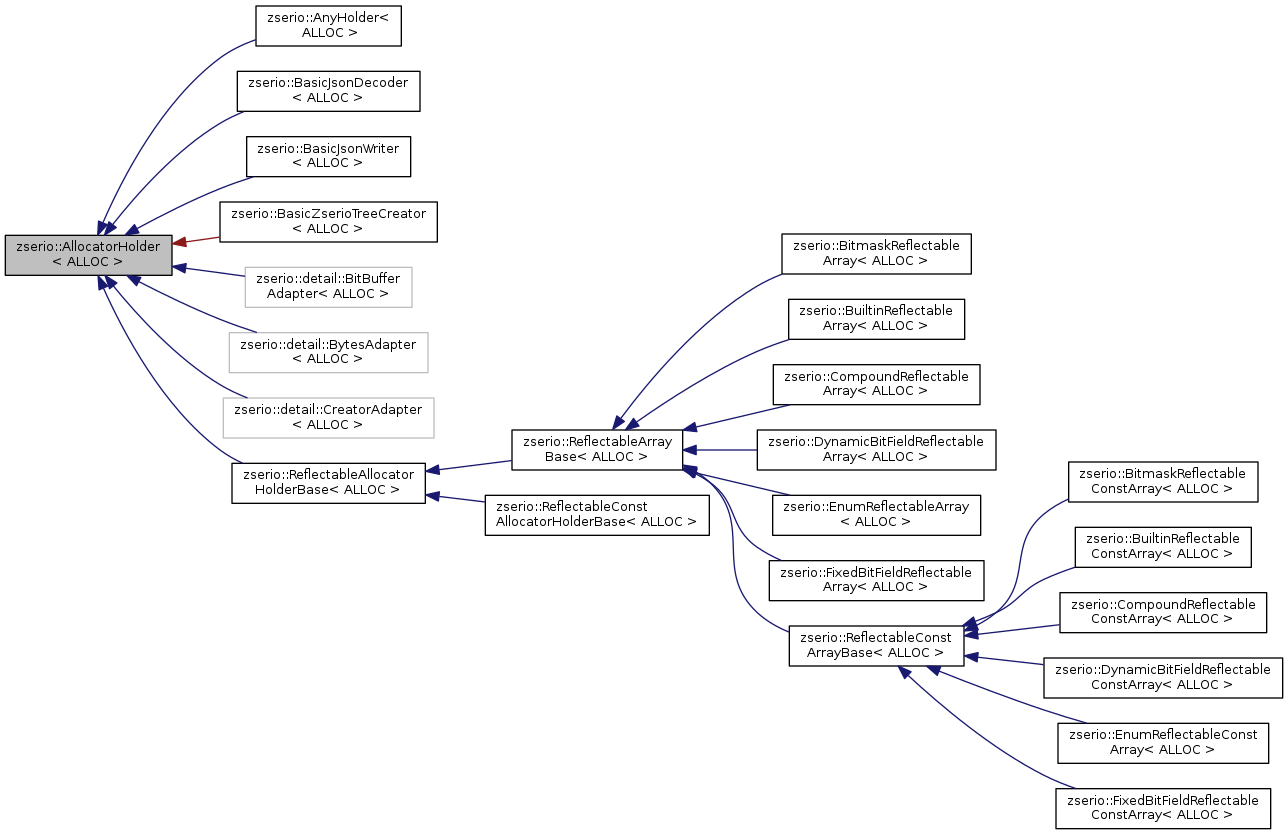 zserio::AnyHolder<
ALLOC >
zserio::BasicJsonDecoder
< ALLOC >
zserio::BasicJsonWriter
< ALLOC >
zserio::BasicZserioTreeCreator
< ALLOC >
zserio::AllocatorHolder
< ALLOC >
zserio::detail::BitBuffer
Adapter< ALLOC >
zserio::detail::BytesAdapter
< ALLOC >
zserio::detail::CreatorAdapter
< ALLOC >
zserio::ReflectableAllocator
HolderBase< ALLOC >
zserio::ReflectableArray
Base< ALLOC >
zserio::ReflectableConst
AllocatorHolderBase< ALLOC >
zserio::BitmaskReflectable
Array< ALLOC >
zserio::BuiltinReflectable
Array< ALLOC >
zserio::CompoundReflectable
Array< ALLOC >
zserio::DynamicBitFieldReflectable
Array< ALLOC >
zserio::EnumReflectableArray
< ALLOC >
zserio::FixedBitFieldReflectable
Array< ALLOC >
zserio::ReflectableConst
ArrayBase< ALLOC >
zserio::BitmaskReflectable
ConstArray< ALLOC >
zserio::BuiltinReflectable
ConstArray< ALLOC >
zserio::CompoundReflectable
ConstArray< ALLOC >
zserio::DynamicBitFieldReflectable
ConstArray< ALLOC >
zserio::EnumReflectableConst
Array< ALLOC >
zserio::FixedBitFieldReflectable
ConstArray< ALLOC >